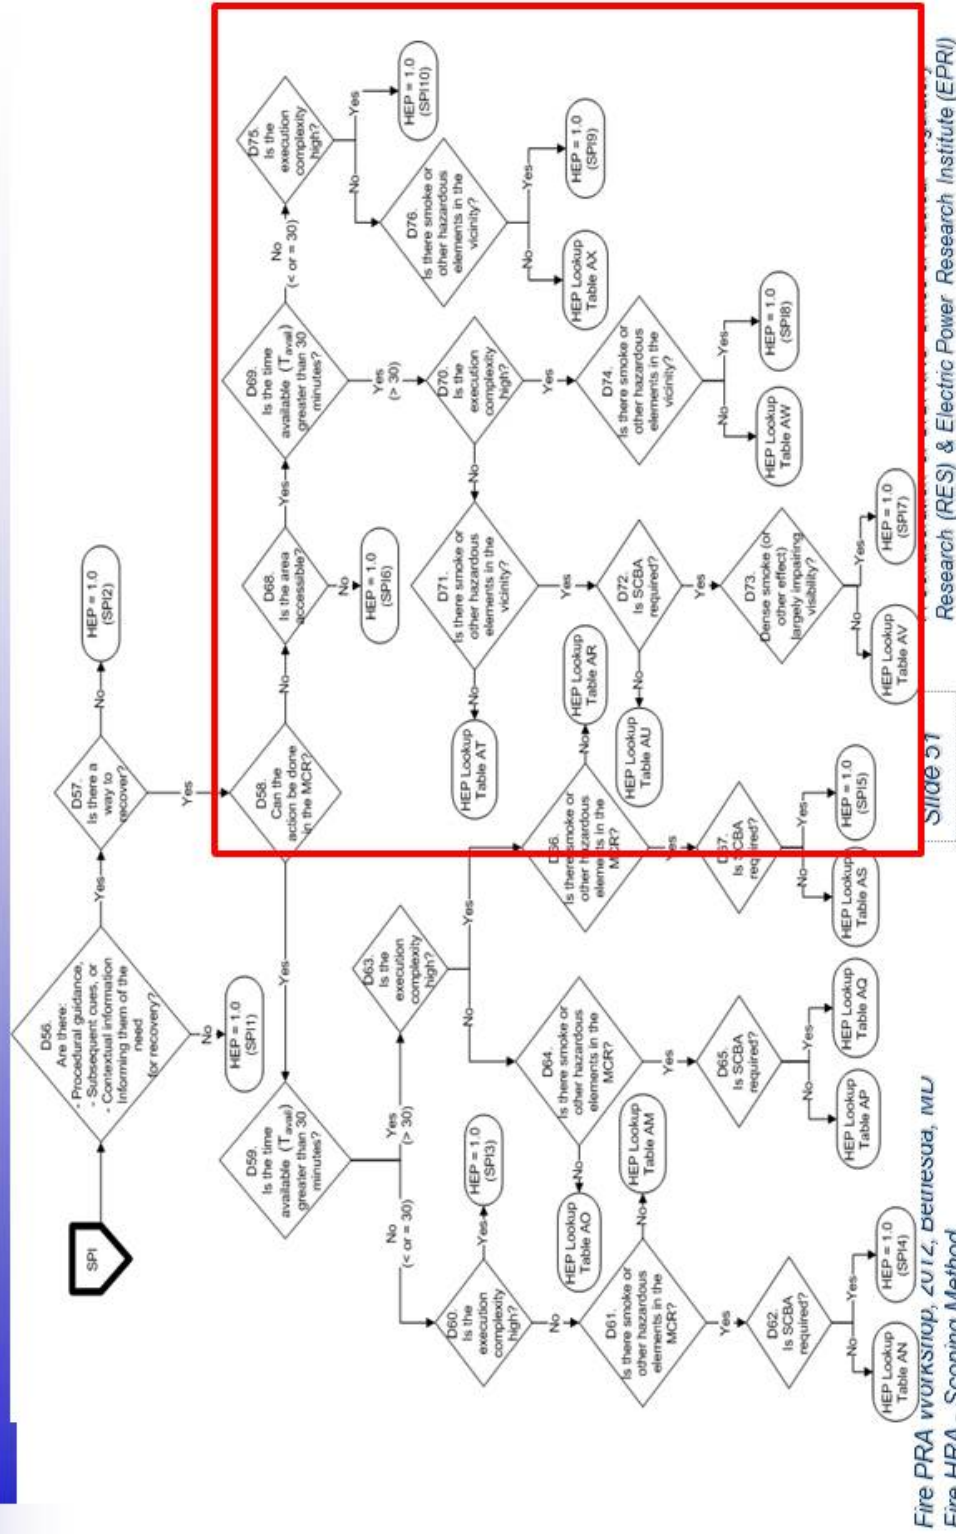 SPI
D56.
Are there:
- Procedural guidance,
- Subsequent cues, or
- Contextual information
Informing them of the
need
for recovery?
Yes
No
HEP = 1.0
(SPI1)
D57.
Is there a
way to
recover?
No
HEP = 1.0
(SPI2)
Yes
D58.
Can the
action be done
in the MCR?
Yes
No
D59.
Is the time
available (Tavail)
greater than 30
minutes?
No
(< or = 30)
Yes
(> 30)
D60.
Is the
execution
complexity
high?
Yes
HEP = 1.0
(SPI3)
No
D61.
Is there smoke or
other hazardous
elements in the
MCR?
No
HEP Lookup
Table AM
Yes
D62.
Is SCBA
required?
No
HEP Lookup
Table AN
Yes
HEP = 1.0
(SPI4)
D63.
Is the
execution
complexity
high?
No
Yes
D64.
Is there smoke or
other hazardous
elements in the
MCR?
No
HEP Lookup
Table AO
Yes
D65.
Is SCBA
required?
No
HEP Lookup
Table AP
Yes
HEP Lookup
Table AQ
D66.
Is there smoke or
other hazardous
elements in the
MCR?
No
HEP Lookup
Table AR
Yes
D67.
Is SCBA
required?
No
HEP Lookup
Table AS
Yes
HEP = 1.0
(SPI5)
D68.
Is the area
accessible?
No
HEP = 1.0
(SPI6)
Yes
D69.
Is the time
available (Tavail)
greater than 30
minutes?
No
(< or = 30)
Yes
(> 30)
D70.
Is the
execution
complexity
high?
No
Yes
D71.
Is there smoke or
other hazardous
elements in the
vicinity?
No
HEP Lookup
Table AT
Yes
D72.
Is SCBA
required?
No
HEP Lookup
Table AU
Yes
D73.
Dense smoke (or
other effect)
largely impairing
visibility?
No
HEP Lookup
Table AV
Yes
HEP = 1.0
(SPI7)
D74.
Is there smoke or
other hazardous
elements in the
vicinity?
No
HEP Lookup
Table AW
Yes
HEP = 1.0
(SPI8)
D75.
Is the
execution
complexity
high?
No
Yes
HEP = 1.0
(SPI10)
D76.
Is there smoke or
other hazardous
elements in the
vicinity?
No
HEP Lookup
Table AX
Yes
HEP = 1.0
(SPI9)
Fire PRA Workshop, 2012, Bethesda, MD
Fire HRA - Scoping Method
Slide 51
Research (RES) & Electric Power Research Institute (EPRI)